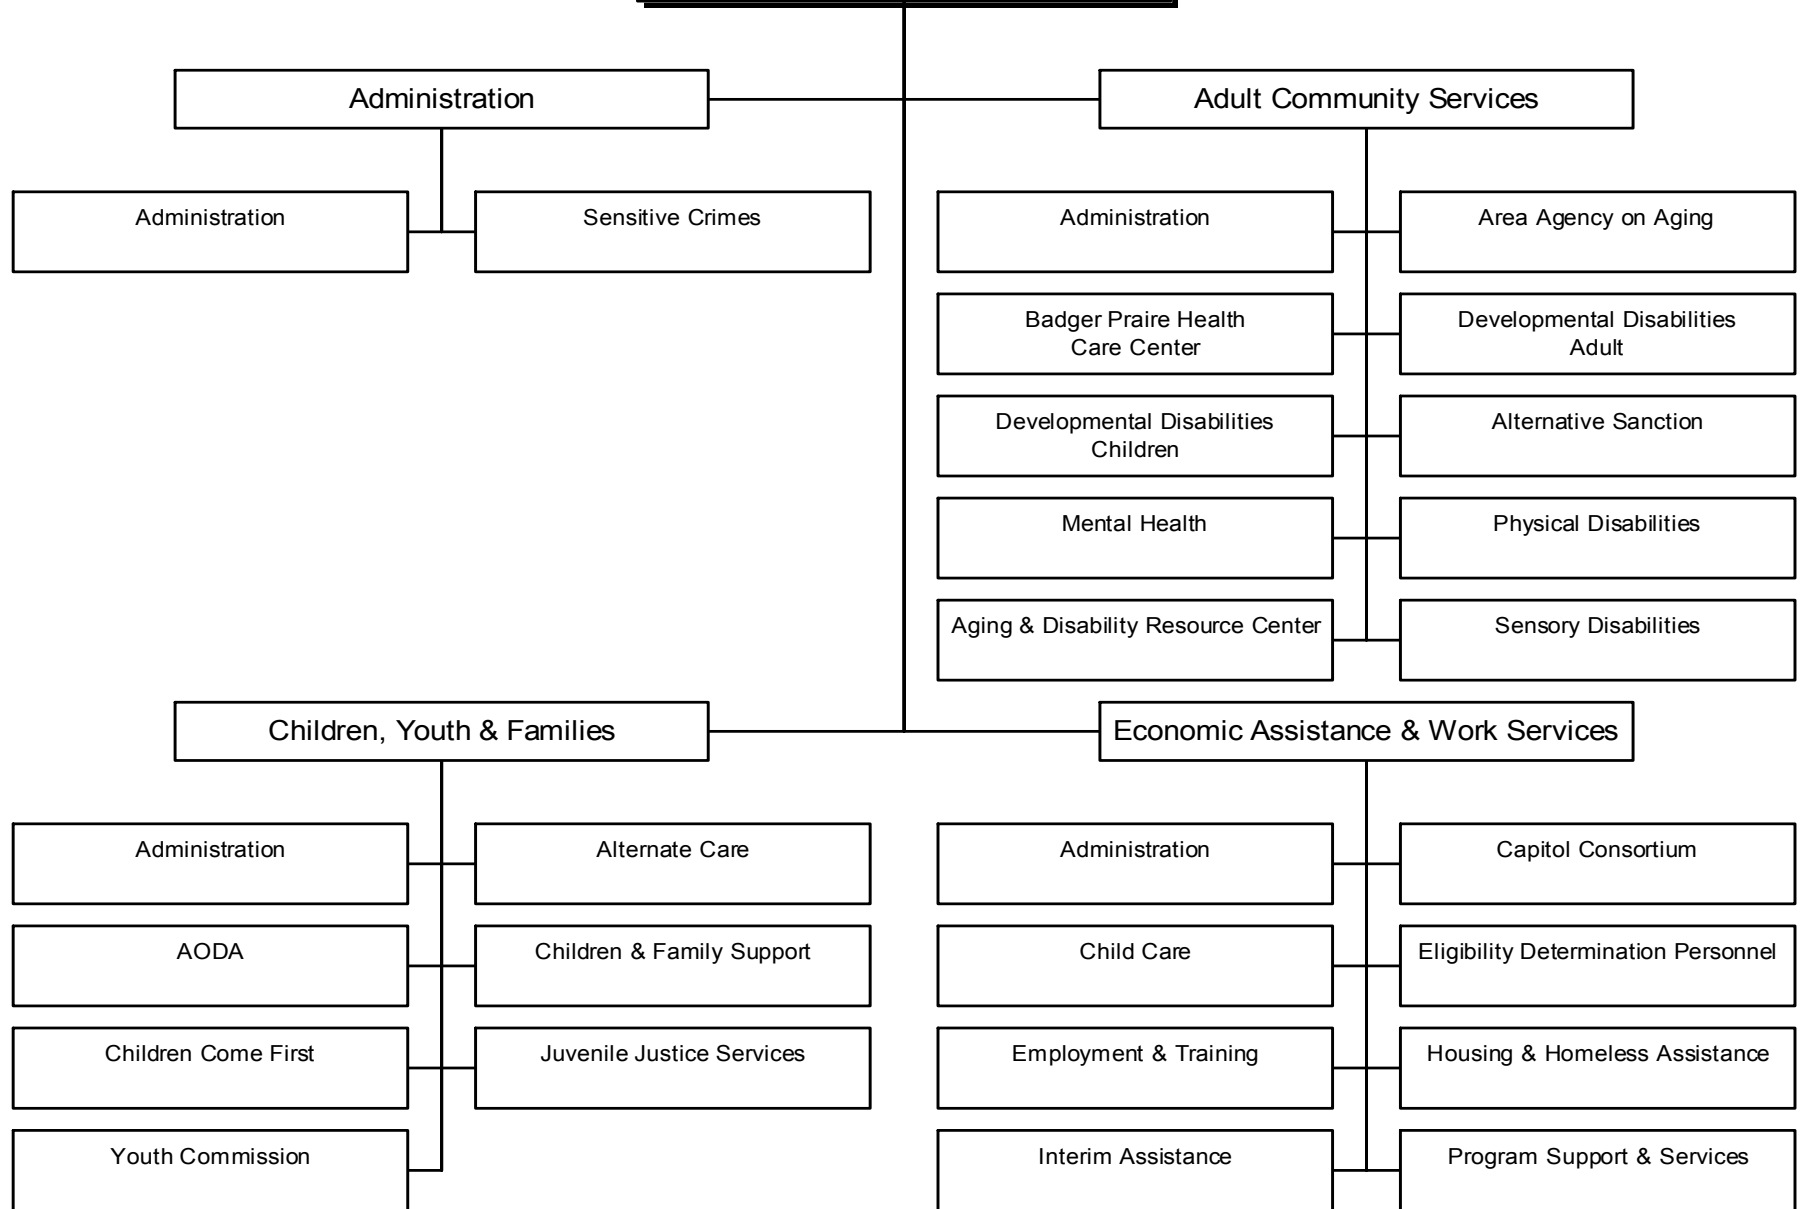 Administration
Adult Community Services
Administration
Sensitive Crimes
Administration
Area Agency on Aging
Badger Praire Health
Care Center
Developmental Disabilities
Adult
Developmental Disabilities
Children
Alternative Sanction
Mental Health
Physical Disabilities
Aging & Disability Resource Center
Sensory Disabilities
Children, Youth & Families
Economic Assistance & Work Services
Administration
Alternate Care
Administration
Capitol Consortium
AODA
Children & Family Support
Child Care
Eligibility Determination Personnel
Children Come First
Juvenile Justice Services
Employment & Training
Housing & Homeless Assistance
Youth Commission
Interim Assistance
Program Support & Services